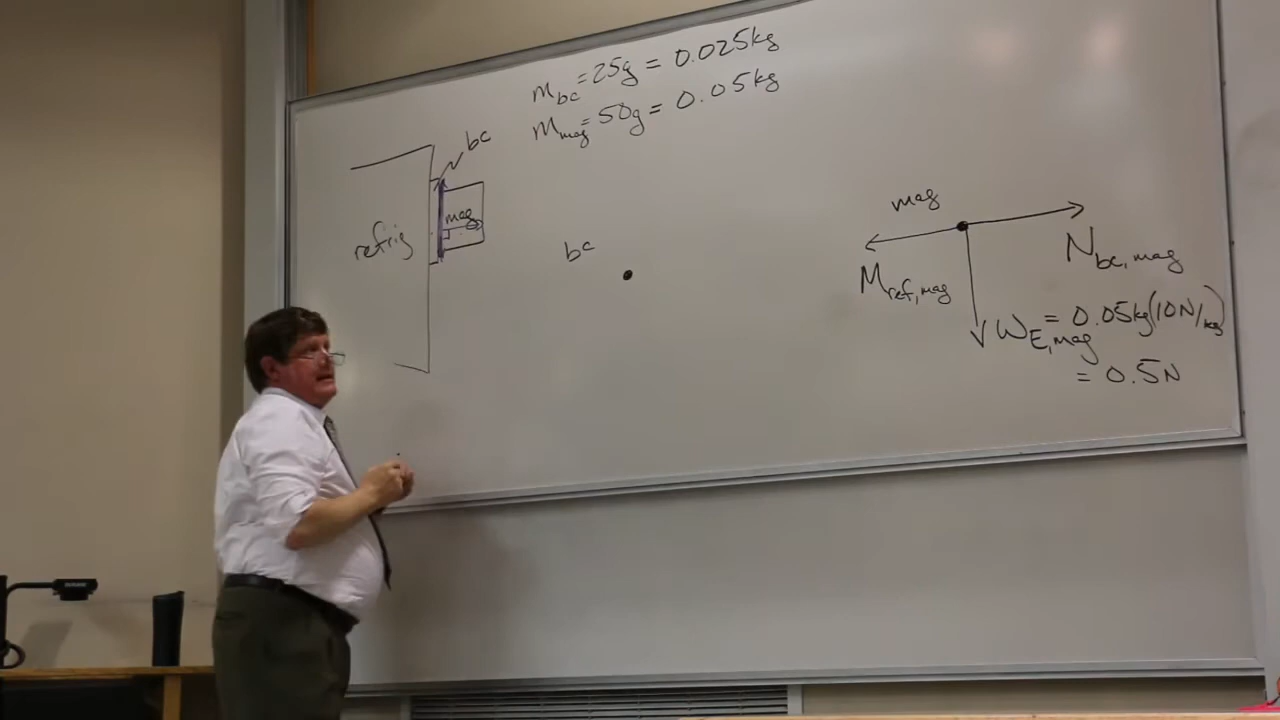 m_bc = 25g = 0.025kg
m_mag = 50g = 0.05kg
bc
mag
refrig
bc
mag
N_bc,mag
M_ref,mag
W_E,mag = 0.05kg(10N/kg)
= 0.5N